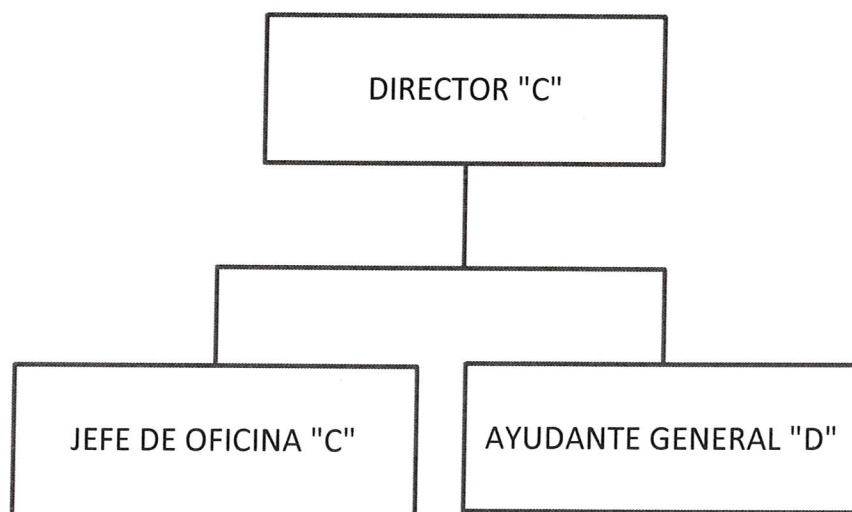 DIRECTOR "C"
JEFE DE OFICINA "C"
AYUDANTE GENERAL "D"